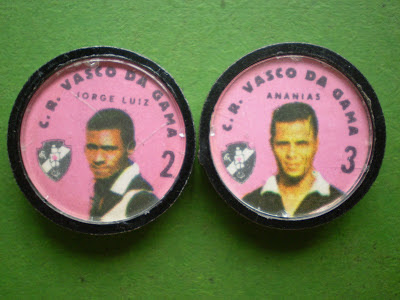 C. R. VASCO DA GAMA
JORGE LUIZ
2
C. R. VASCO DA GAMA
ANANIAS
3